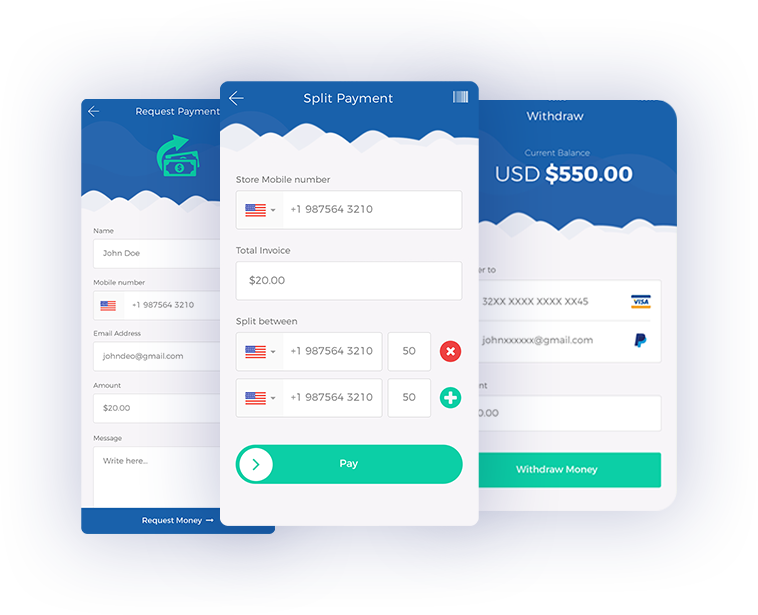 Request Payment
Name
John Doe
Mobile number
+1 987564 3210
Email Address
johndeo@gmail.com
Amount
$20.00
Message
Write here..
Request Money
Split Payment
Store Mobile number
+1 987564 3210
Total Invoice
$20.00
Split between
+1 987564 3210 50
+1 987564 3210 50
Pay
Withdraw
Current Balance
USD $550.00
to
32XX XXXX XXXX XX45 VISA
johnxxxxxx@gmail.com
0.00
Withdraw Money